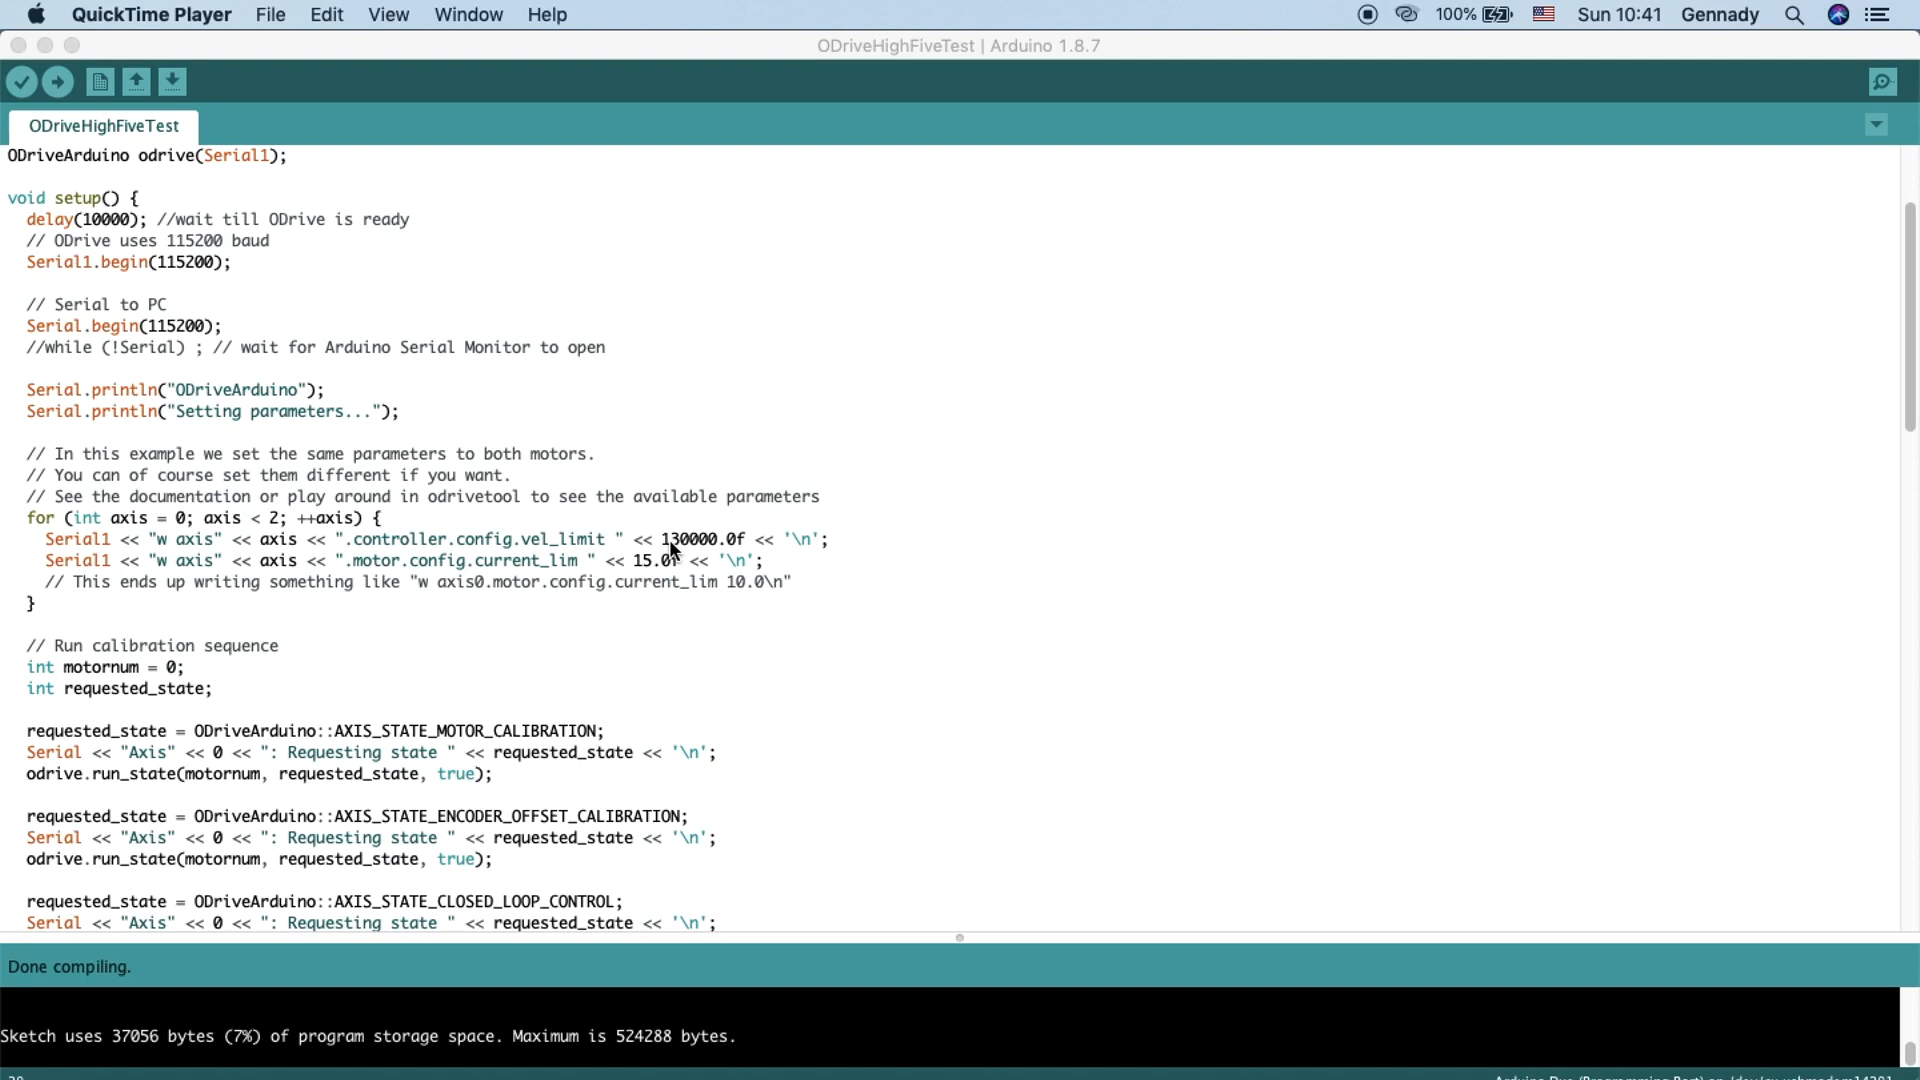 QuickTime Player File Edit View Window Help 100% Sun 10:41 Gennady
ODriveHighFiveTest | Arduino 1.8.7
ODriveHighFiveTest
ODriveArduino odrive(Serial1);
void setup() {
delay(10000); //wait till ODrive is ready
// ODrive uses 115200 baud
Serial1.begin(115200);
// Serial to PC
Serial.begin(115200);
//while (!Serial) ; // wait for Arduino Serial Monitor to open
Serial.println("ODriveArduino");
Serial.println("Setting parameters...");
// In this example we set the same parameters to both motors.
// You can of course set them different if you want.
// See the documentation or play around in odrivetool to see the available parameters
for (int axis = 0; axis < 2; ++axis) {
Serial1 << "w axis" << axis << ".controller.config.vel_limit " << 130000.0f << '\n';
Serial1 << "w axis" << axis << ".motor.config.current_lim " << 15.0f << '\n';
// This ends up writing something like "w axis0.motor.config.current_lim 10.0\n"
}
// Run calibration sequence
int motornum = 0;
int requested_state;
requested_state = ODriveArduino::AXIS_STATE_MOTOR_CALIBRATION;
Serial << "Axis" << 0 << ": Requesting state " << requested_state << '\n';
odrive.run_state(motornum, requested_state, true);
requested_state = ODriveArduino::AXIS_STATE_ENCODER_OFFSET_CALIBRATION;
Serial << "Axis" << 0 << ": Requesting state " << requested_state << '\n';
odrive.run_state(motornum, requested_state, true);
requested_state = ODriveArduino::AXIS_STATE_CLOSED_LOOP_CONTROL;
Serial << "Axis" << 0 << ": Requesting state " << requested_state << '\n';
Done compiling.
Sketch uses 37056 bytes (7%) of program storage space. Maximum is 524288 bytes.